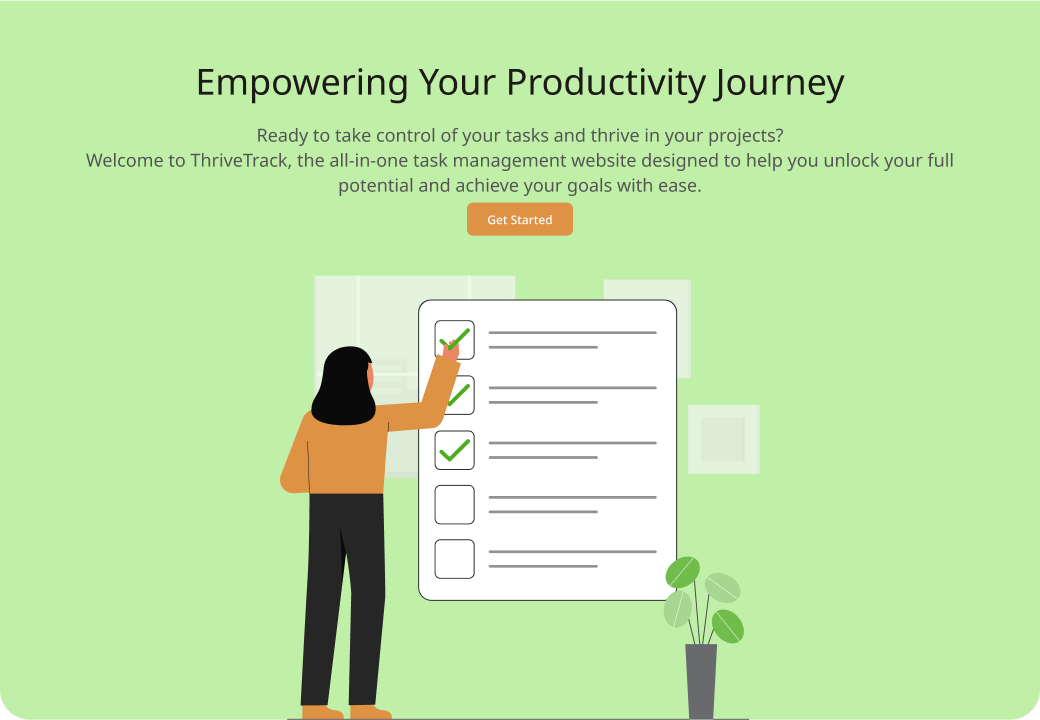 Empowering Your Productivity Journey
Ready to take control of your tasks and thrive in your projects?
Welcome to ThriveTrack, the all-in-one task management website designed to help you unlock your full
potential and achieve your goals with ease.
Get Started